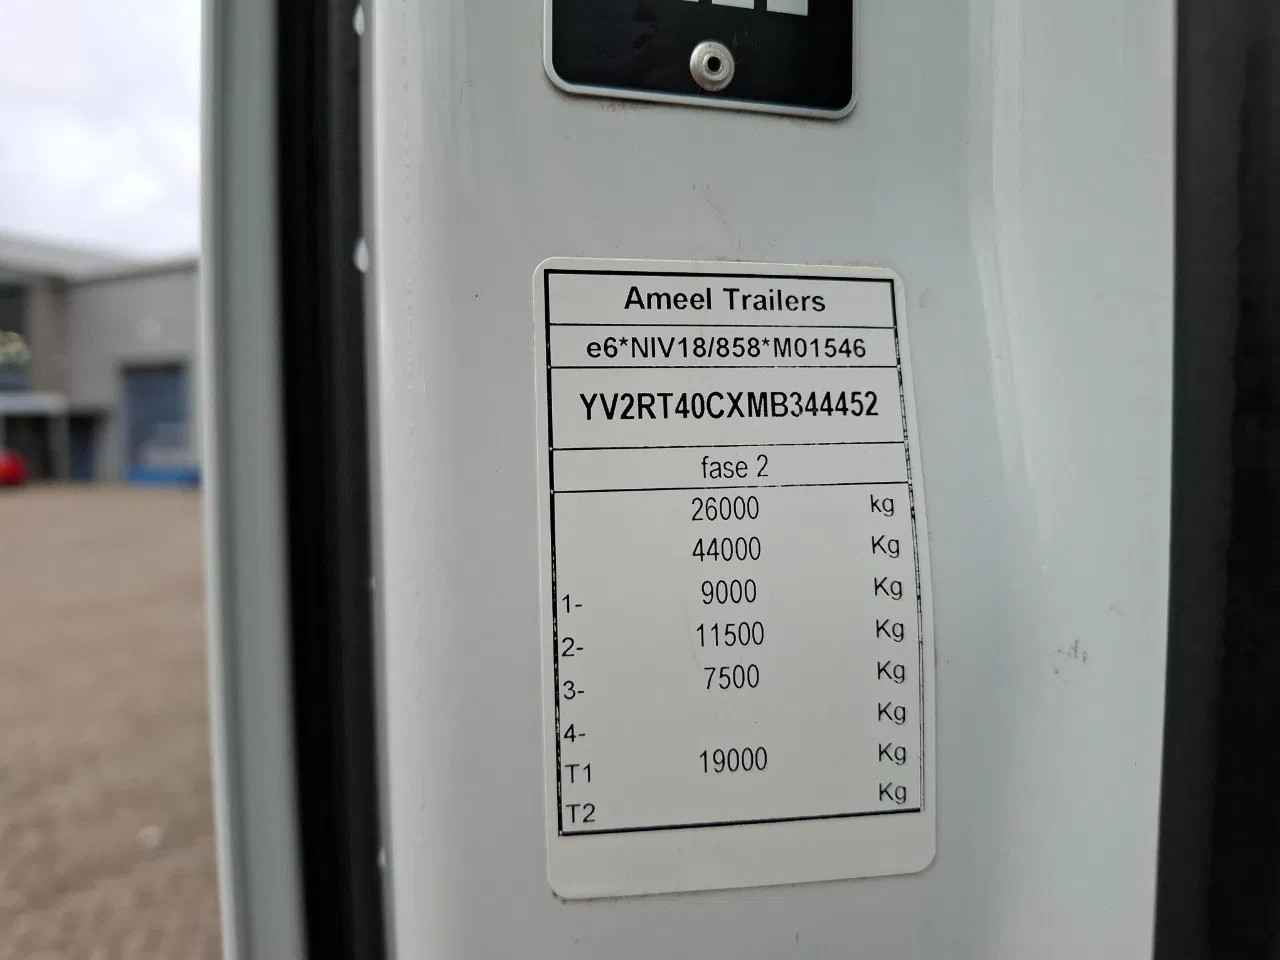 Ameel Trailers
e6*NIV18/858*M01546
YV2RT40CXMB344452
fase 2
26000 kg
44000 Kg
1- 9000 Kg
2- 11500 Kg
3- 7500 Kg
4- Kg
T1 19000 Kg
T2 Kg